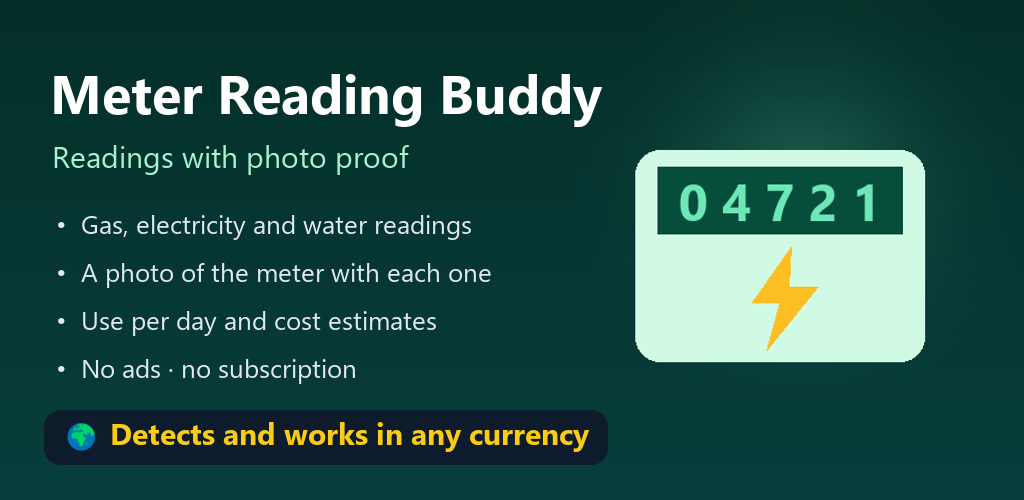 Meter Reading Buddy
Readings with photo proof
• Gas, electricity and water readings
• A photo of the meter with each one
• Use per day and cost estimates
• No ads · no subscription
🌍 Detects and works in any currency
04721